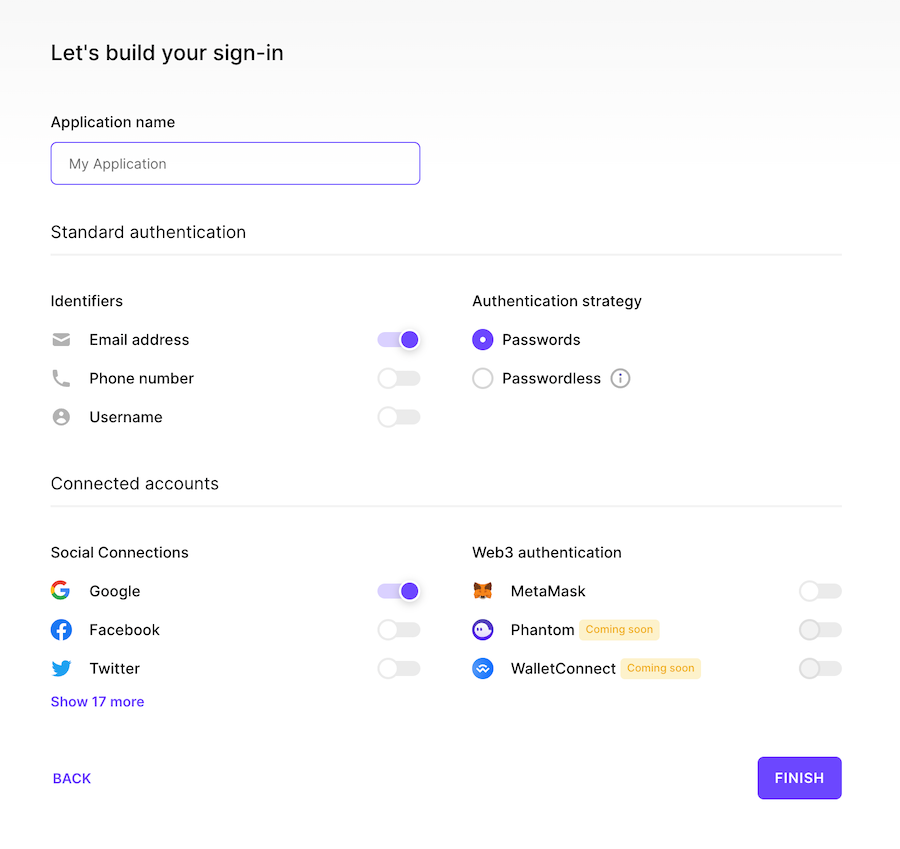 Let's build your sign-in
Application name
My Application
Standard authentication
Identifiers
Email address
Phone number
Username
Authentication strategy
Passwords
Passwordless
Connected accounts
Social Connections
Google
Facebook
Twitter
Show 17 more
Web3 authentication
MetaMask
Phantom Coming soon
WalletConnect Coming soon
BACK
FINISH